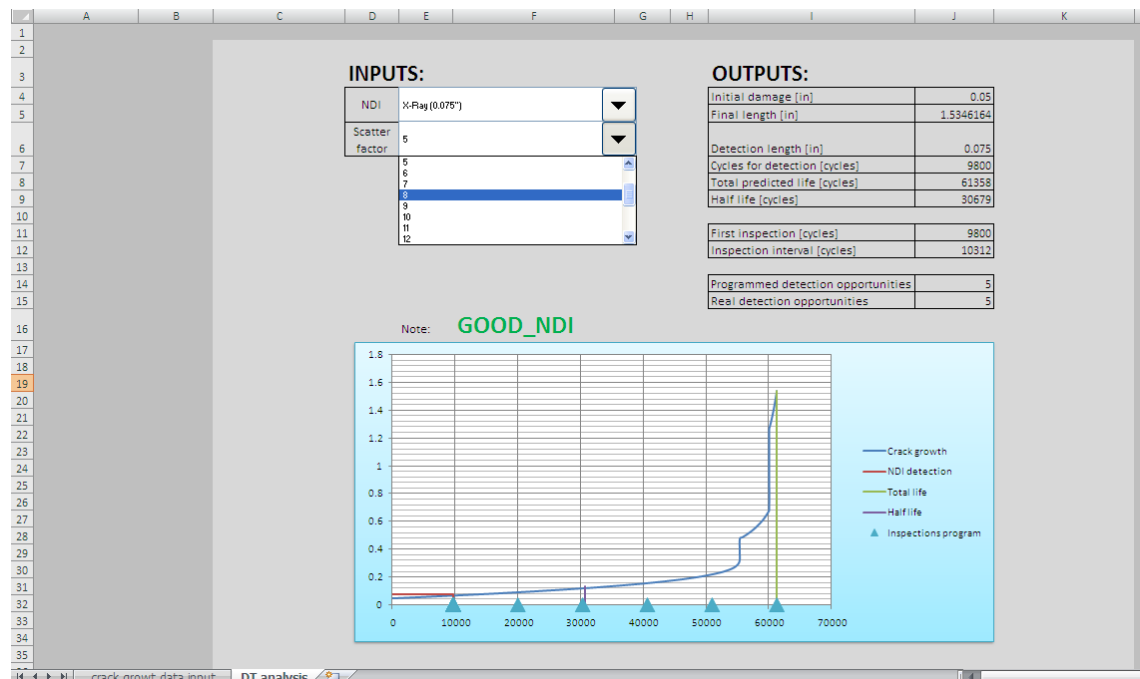 A B C D E F G H I J K
1
2
3 INPUTS: OUTPUTS:
4 NDI X-Ray (0.075") Initial damage [in] 0.05
5 Final length [in] 1.5346164
6 Scatter factor 5 Detection length [in] 0.075
7 5 Cycles for detection [cycles] 9800
8 6 Total predicted life [cycles] 61358
9 7 Half life [cycles] 30679
8
9
10 10
11 11 First inspection [cycles] 9800
12 12 Inspection interval [cycles] 10312
13
14 Programmed detection opportunities 5
15 Real detection opportunities 5
16 Note: GOOD_NDI
17
18
19
20
21
22
23
24
25
26
27
28
29
30
31
32
33
34
35
1.8
1.6
1.4
1.2
1
0.8
0.6
0.4
0.2
0
0 10000 20000 30000 40000 50000 60000 70000
Crack growth
NDI detection
Total life
Half life
Inspections program
crack growt data input DT analysis